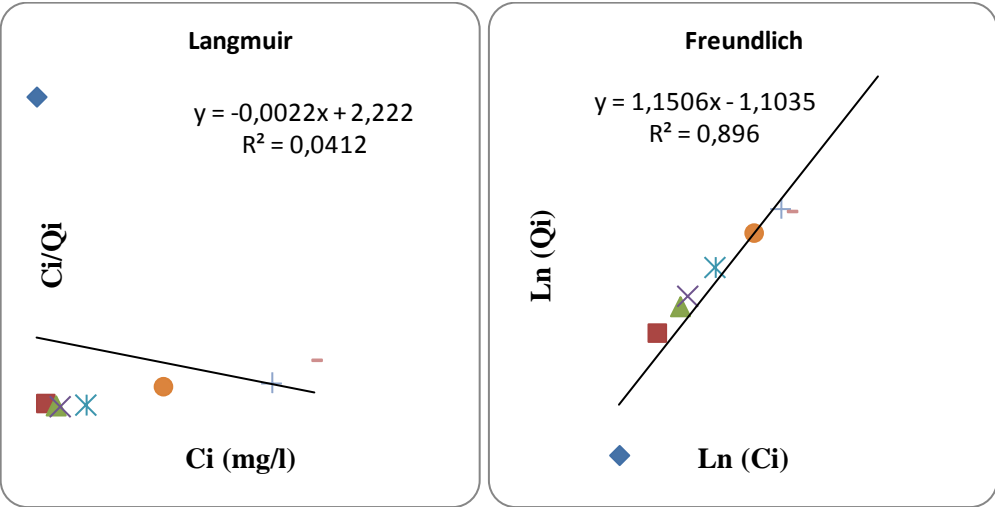 Langmuir
y = -0,0022x + 2,222
R² = 0,0412
Ci/Qi
Ci (mg/l)
Freundlich
y = 1,1506x - 1,1035
R² = 0,896
Ln (Qi)
Ln (Ci)